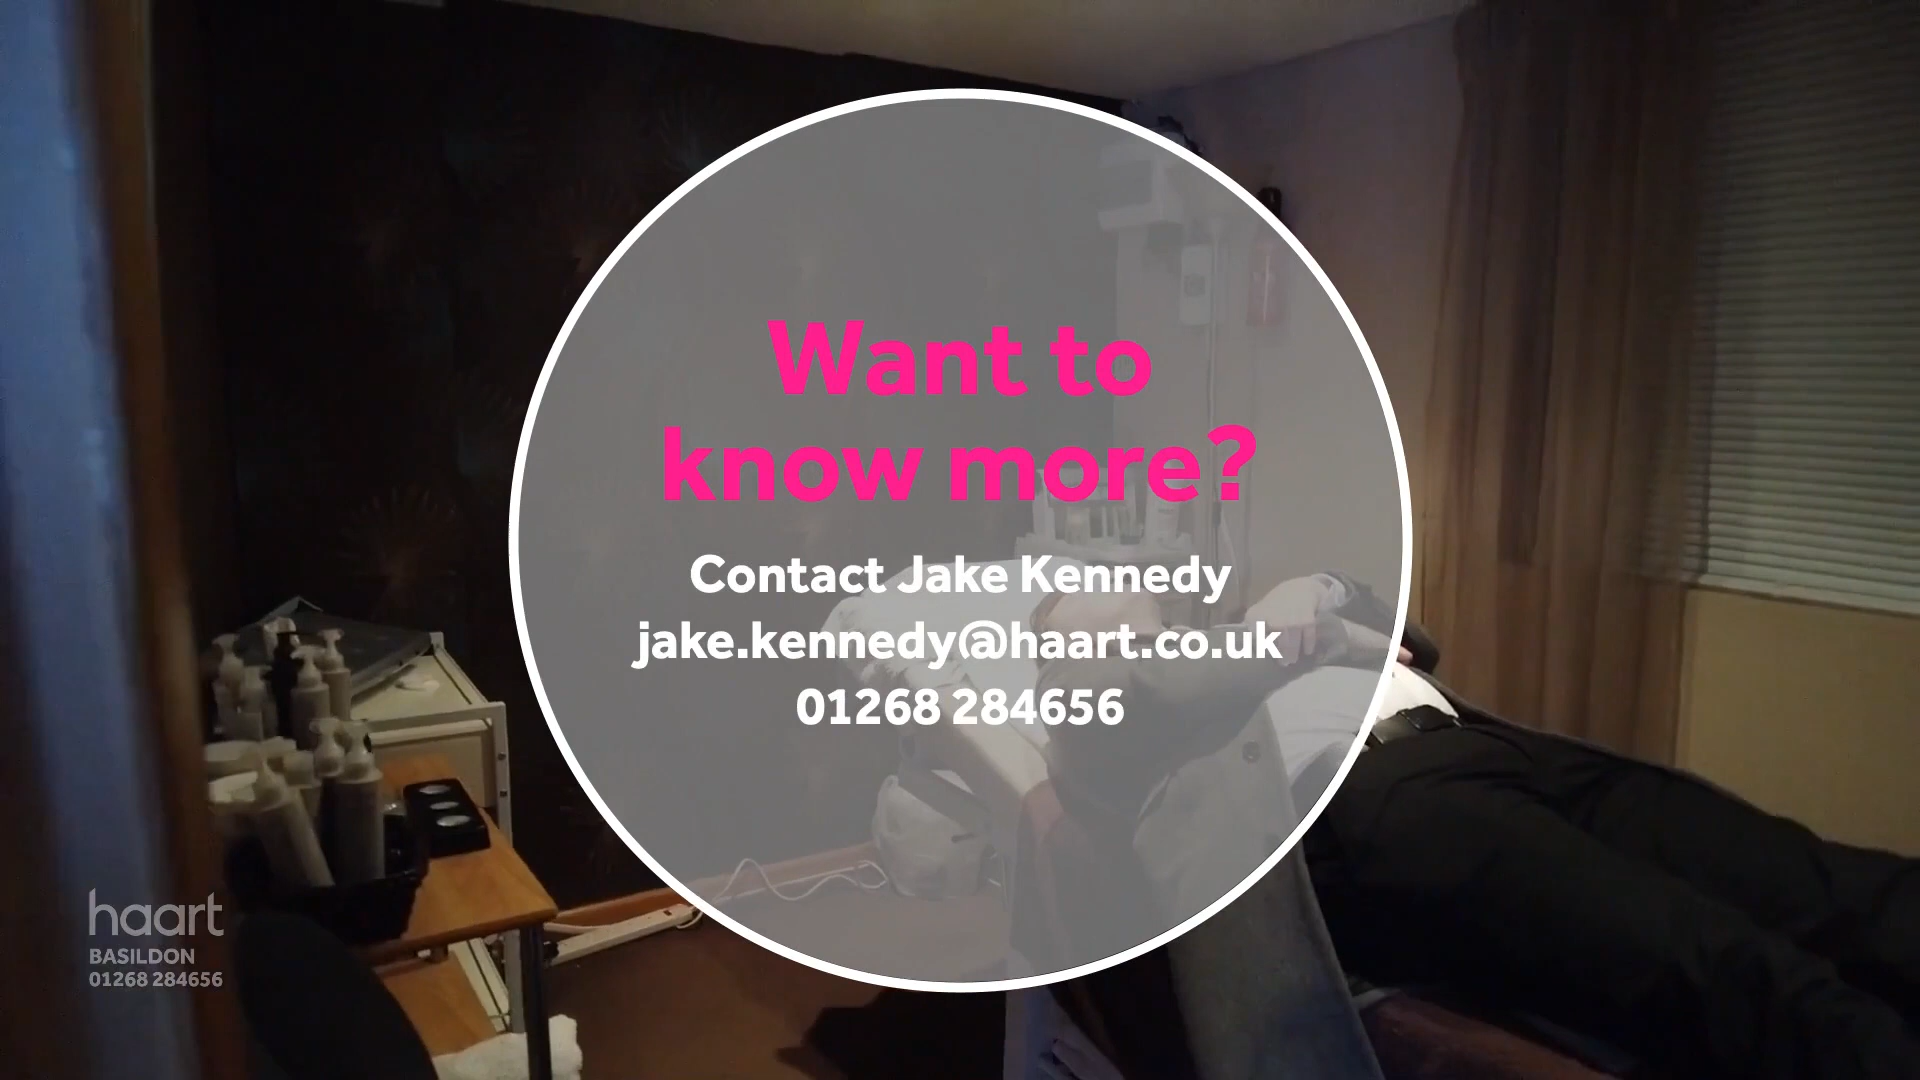 Want to
know more?
Contact Jake Kennedy
jake.kennedy@haart.co.uk
01268 284656
haart
BASILDON
01268 284656